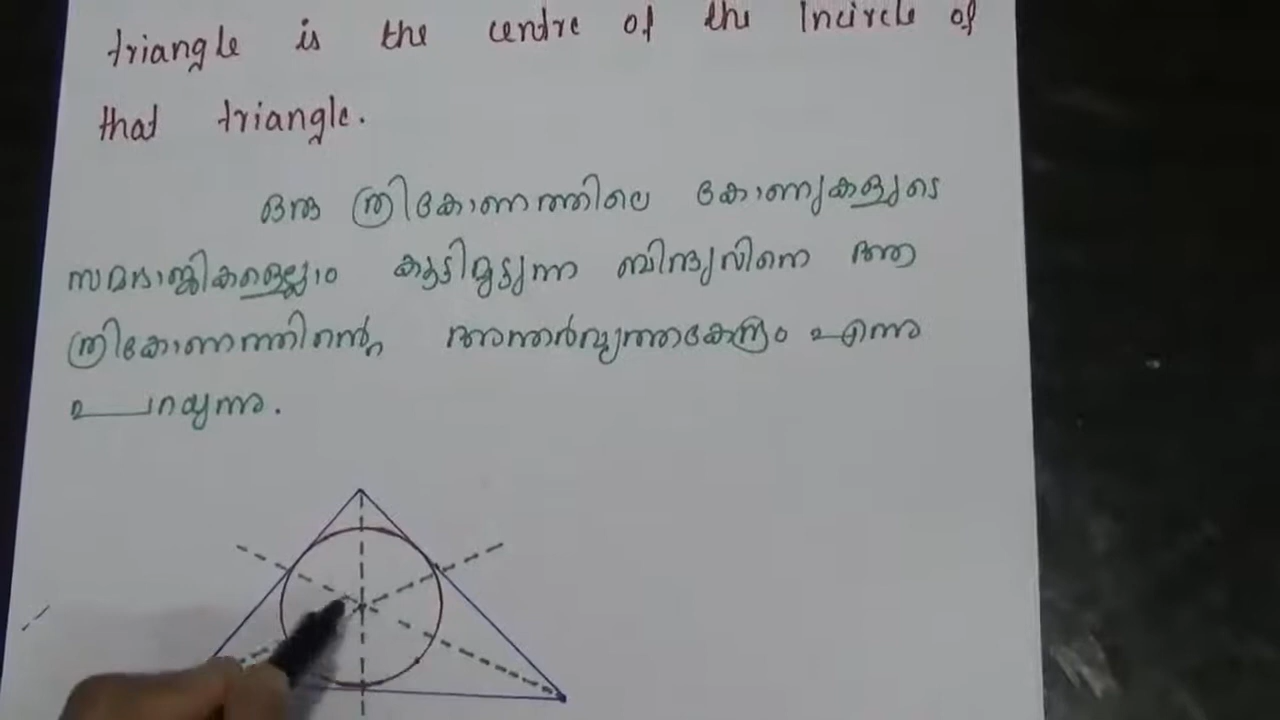 triangle is the centre of the Incircle of
that triangle.
ഒരു ത്രികോണത്തിലെ കോണുകളുടെ
സമഭാജികളെല്ലാം കൂട്ടിമുട്ടുന്ന ബിന്ദുവിനെ ആ
ത്രികോണത്തിന്റെ അന്തർവൃത്തകേന്ദ്രം എന്നു
പറയുന്നു.